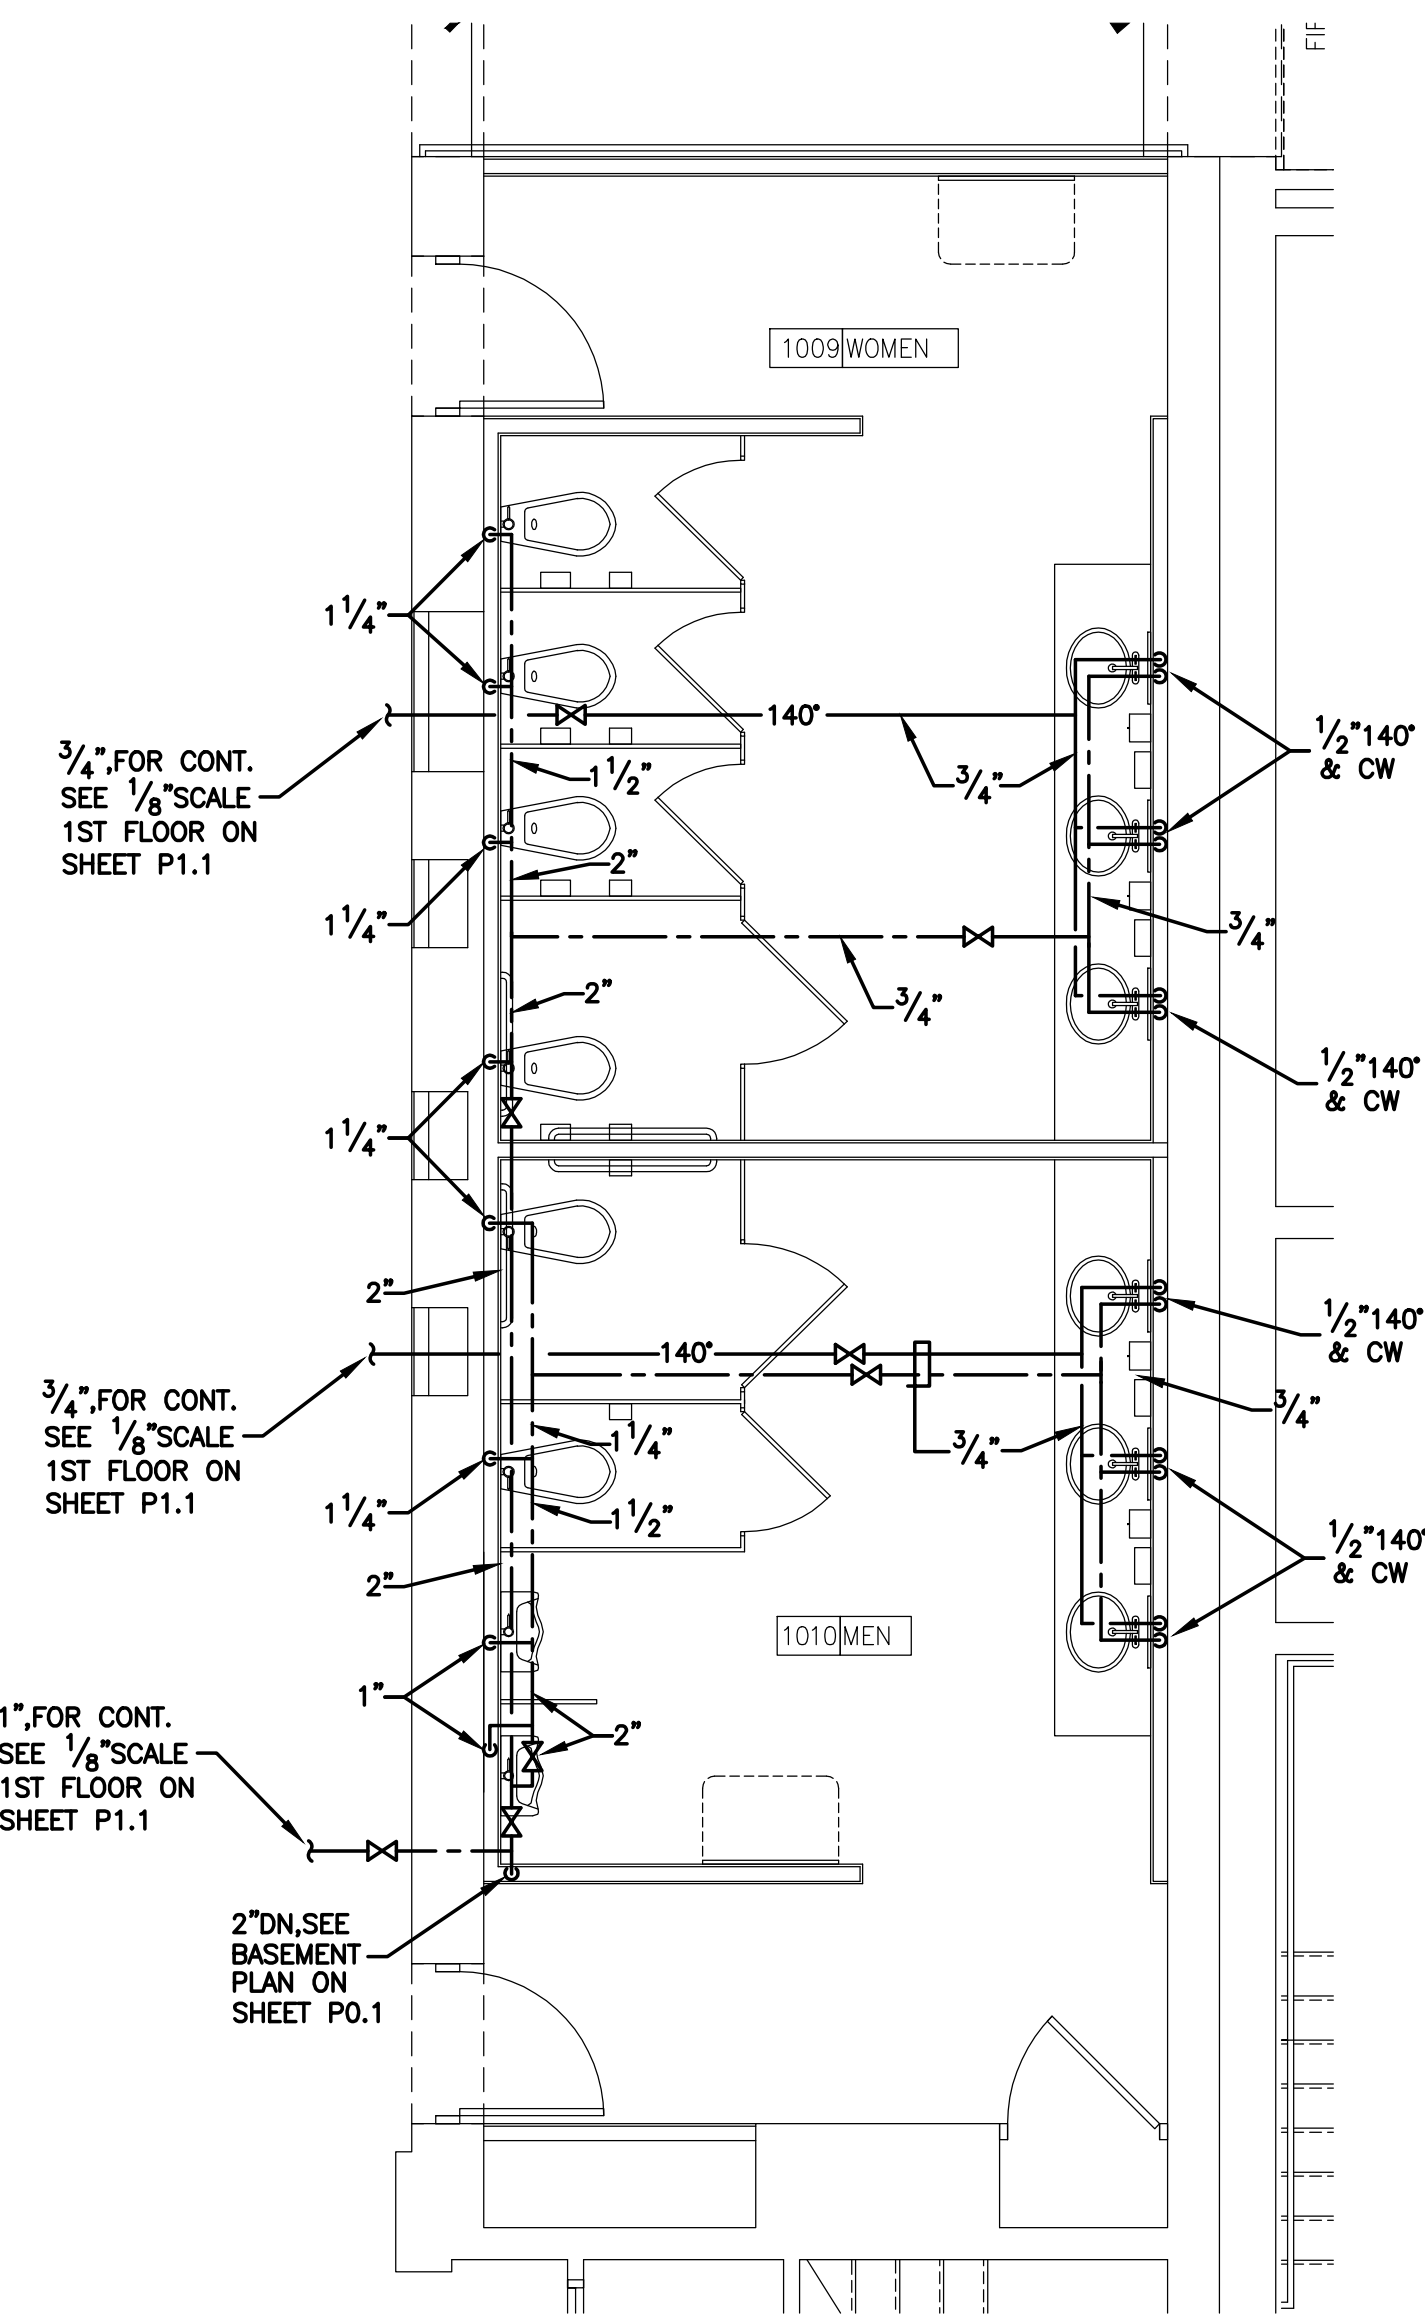 FIF
1009 WOMEN
1 1/4"
140°
3/4",FOR CONT.
SEE 1/8"SCALE
1ST FLOOR ON
SHEET P1.1
1 1/2"
3/4"
1/2"140°
& CW
2"
1 1/4"
3/4"
2"
3/4"
1/2"140°
& CW
1 1/4"
2"
140°
1/2"140°
& CW
3/4",FOR CONT.
SEE 1/8"SCALE
1ST FLOOR ON
SHEET P1.1
3/4"
1 1/4"
3/4"
1 1/4"
1 1/2"
1/2"140°
& CW
2"
1010 MEN
1"
2"
1",FOR CONT.
SEE 1/8"SCALE
1ST FLOOR ON
SHEET P1.1
2"DN,SEE
BASEMENT
PLAN ON
SHEET P0.1